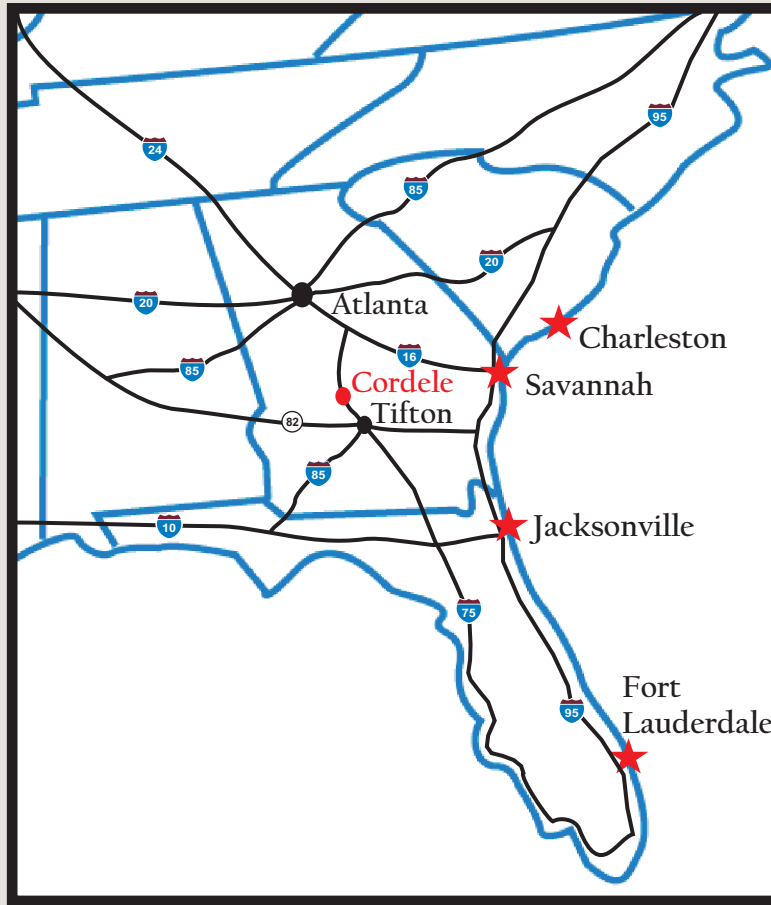 95
24
85
20
20
Atlanta
Charleston
16
85
Cordele
Savannah
Tifton
82
85
10
Jacksonville
75
Fort
Lauderdale
95